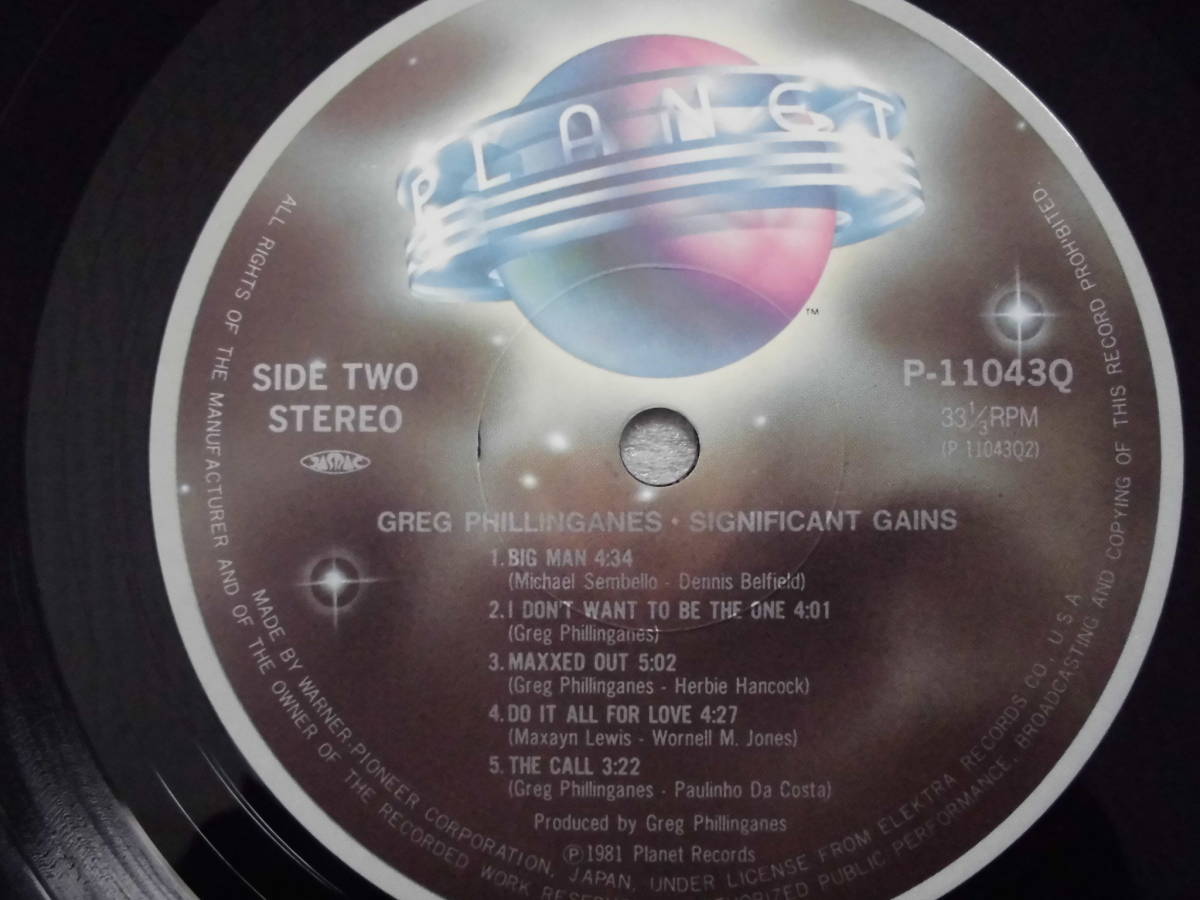 PLANET
TM
SIDE TWO
STEREO
JASRAC
P-11043Q
33⅓RPM
(P 11043Q2)
GREG PHILLINGANES · SIGNIFICANT GAINS
1. BIG MAN 4:34
(Michael Sembello - Dennis Belfield)
2. I DON'T WANT TO BE THE ONE 4:01
(Greg Phillinganes)
3. MAXXED OUT 5:02
(Greg Phillinganes - Herbie Hancock)
4. DO IT ALL FOR LOVE 4:27
(Maxayn Lewis - Wornell M. Jones)
5. THE CALL 3:22
(Greg Phillinganes - Paulinho Da Costa)
Produced by Greg Phillinganes
Ⓟ1981 Planet Records
MADE BY WARNER-PIONEER CORPORATION, JAPAN, UNDER LICENSE FROM ELEKTRA RECORDS CO., U S A
ALL RIGHTS OF THE MANUFACTURER AND OF THE OWNER OF THE RECORDED WORK PUBLIC PERFORMANCE, BROADCASTING AND COPYING OF THIS RECORD PROHIBITED.